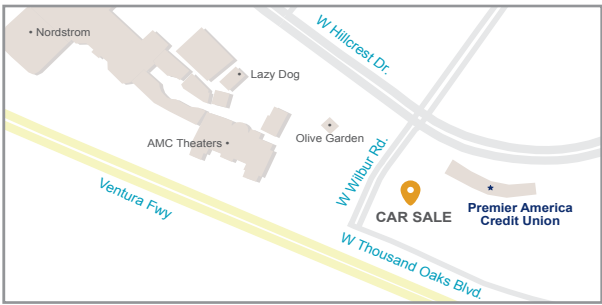 W Hillcrest Dr.
Nordstrom
Lazy Dog
AMC Theaters
Olive Garden
W Wilbur Rd.
Ventura Fwy
CAR SALE
Premier America
Credit Union
W Thousand Oaks Blvd.